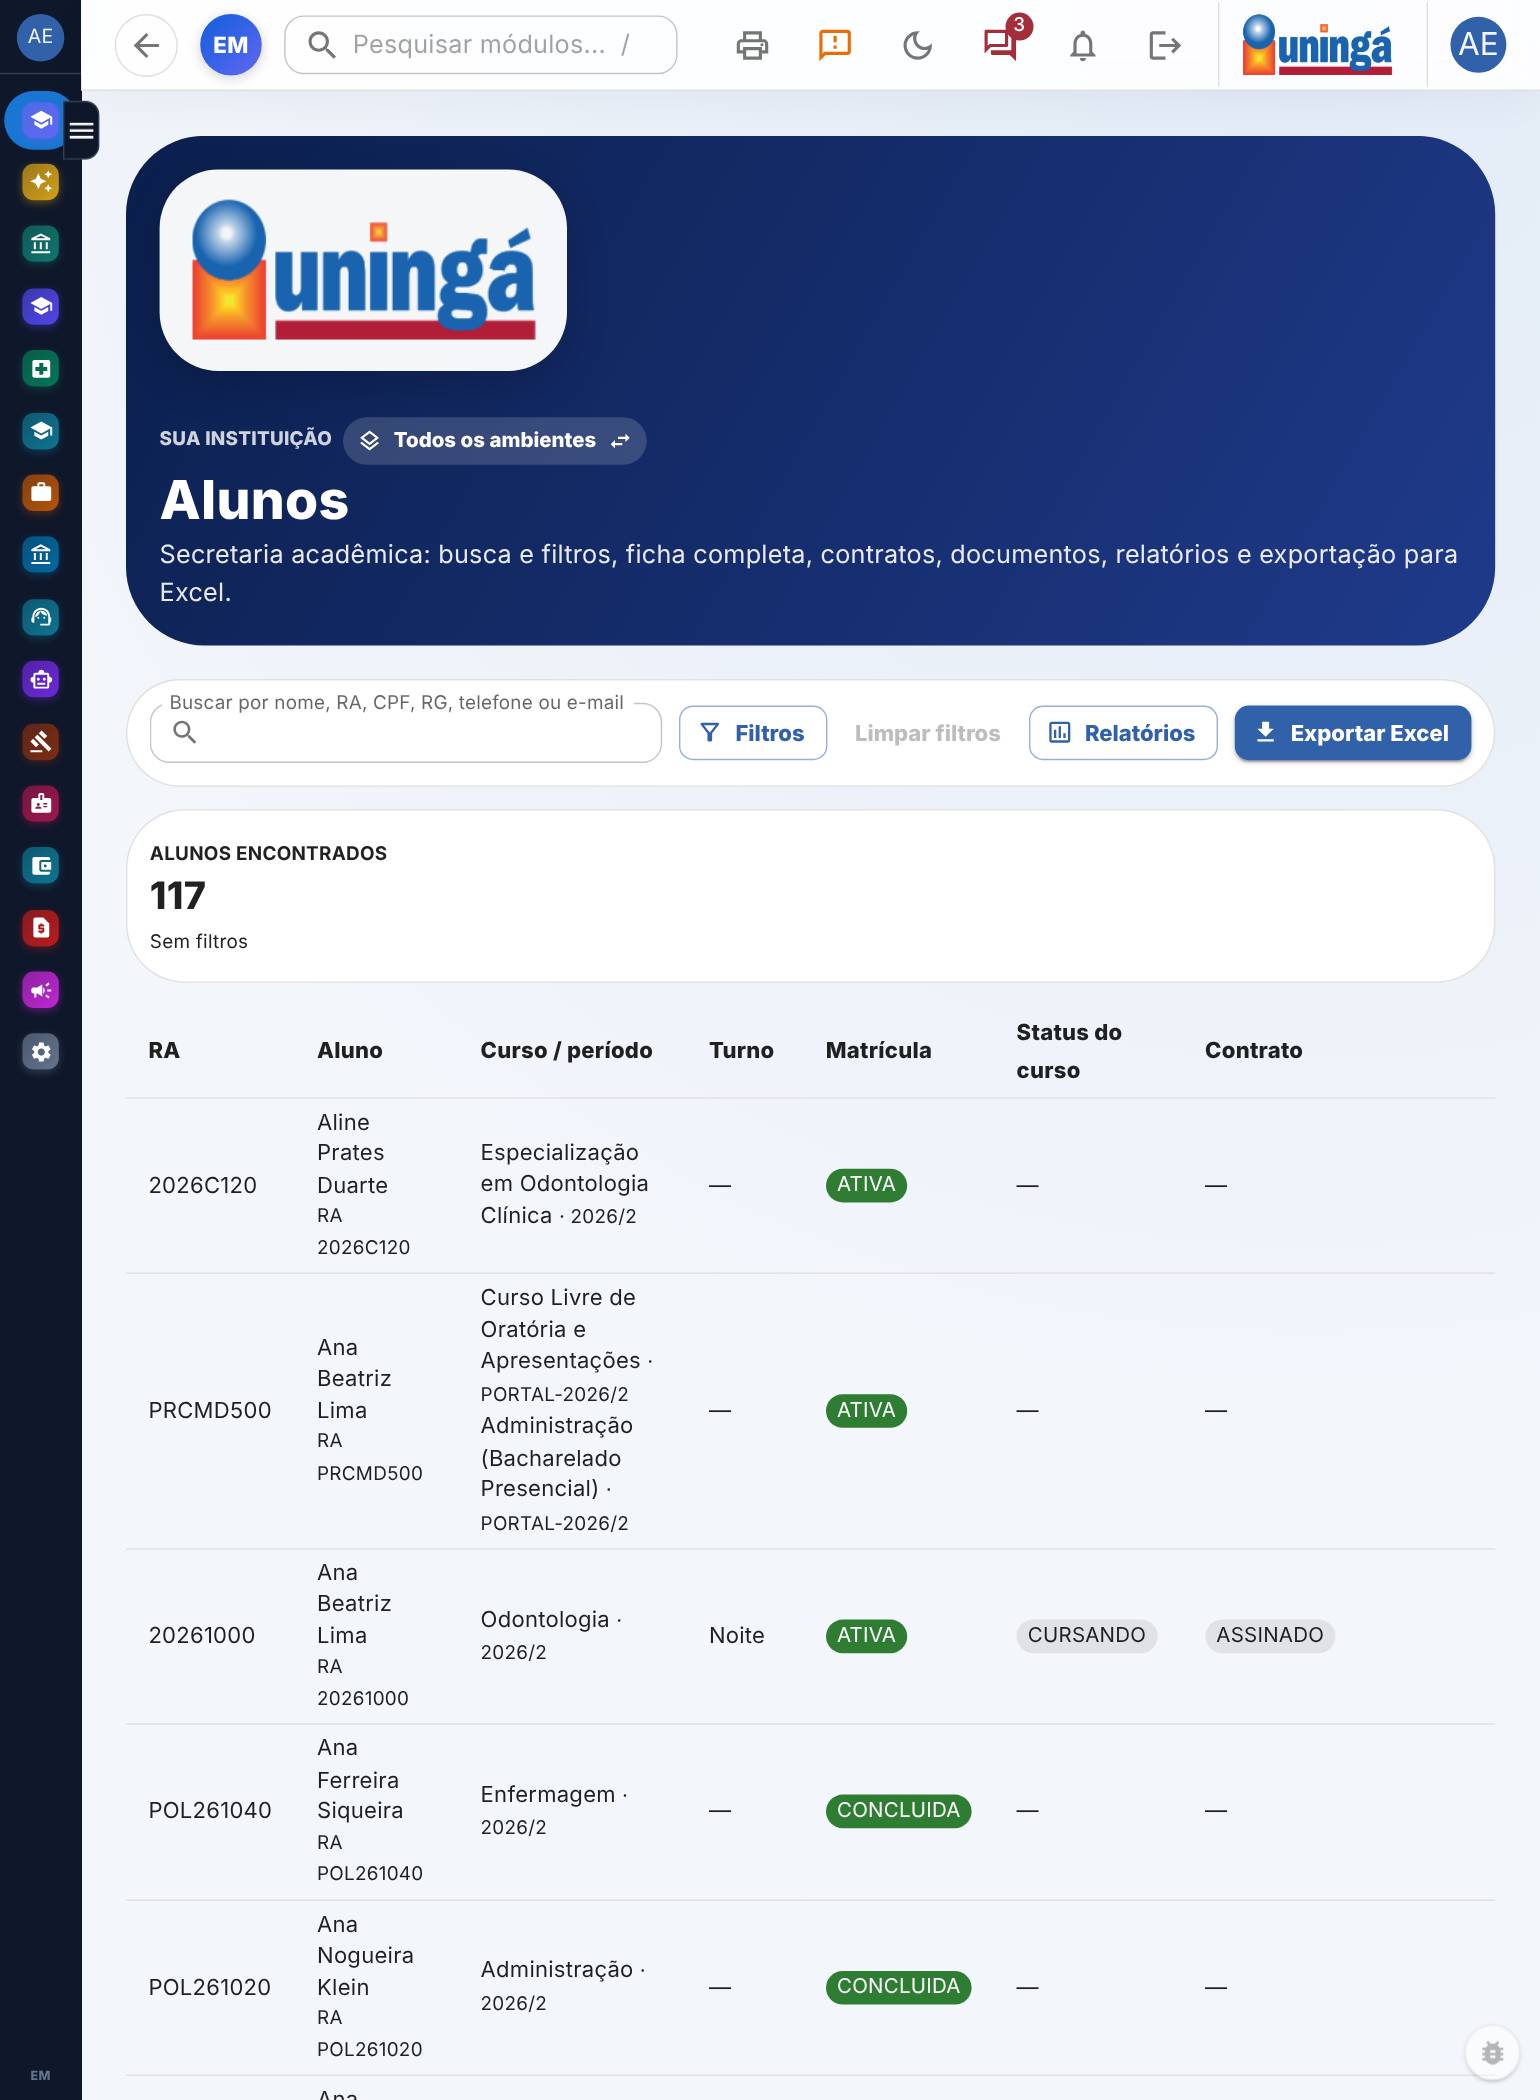 AE
EM
Pesquisar módulos... /
3
uningá
AE
uningá
SUA INSTITUIÇÃO
Todos os ambientes
Alunos
Secretaria acadêmica: busca e filtros, ficha completa, contratos, documentos, relatórios e exportação para
Excel.
Buscar por nome, RA, CPF, RG, telefone ou e-mail
Filtros
Limpar filtros
Relatórios
Exportar Excel
ALUNOS ENCONTRADOS
117
Sem filtros
RA
Aluno
Curso / período
Turno
Matrícula
Status do
curso
Contrato
2026C120
Aline
Prates
Duarte
RA
2026C120
Especialização
em Odontologia
Clínica · 2026/2
—
ATIVA
—
—
PRCMD500
Ana
Beatriz
Lima
RA
PRCMD500
Curso Livre de
Oratória e
Apresentações ·
PORTAL-2026/2
Administração
(Bacharelado
Presencial) ·
PORTAL-2026/2
—
ATIVA
—
—
20261000
Ana
Beatriz
Lima
RA
20261000
Odontologia ·
2026/2
Noite
ATIVA
CURSANDO
ASSINADO
POL261040
Ana
Ferreira
Siqueira
RA
POL261040
Enfermagem ·
2026/2
—
CONCLUIDA
—
—
POL261020
Ana
Nogueira
Klein
RA
POL261020
Administração ·
2026/2
—
CONCLUIDA
—
—
Ana
EM